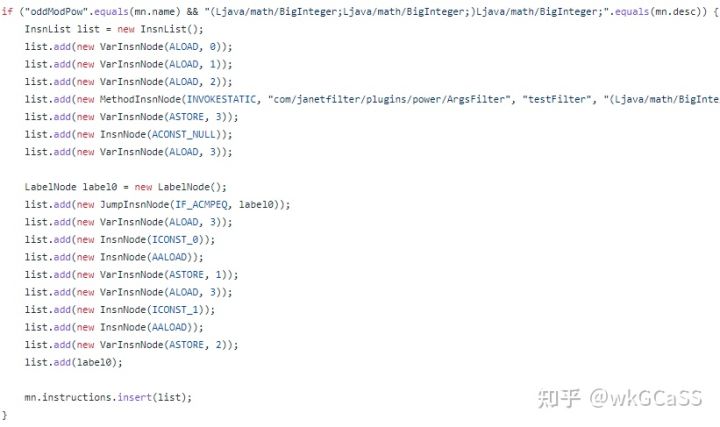 if ("oddModPow".equals(mn.name) && "(Ljava/math/BigInteger;Ljava/math/BigInteger;)Ljava/math/BigInteger;".equals(mn.desc)) {
InsnList list = new InsnList();
list.add(new VarInsnNode(ALOAD, 0));
list.add(new VarInsnNode(ALOAD, 1));
list.add(new VarInsnNode(ALOAD, 2));
list.add(new MethodInsnNode(INVOKESTATIC, "com/janetfilter/plugins/power/ArgsFilter", "testFilter", "(Ljava/math/BigInte
list.add(new VarInsnNode(ASTORE, 3));
list.add(new InsnNode(ACONST_NULL));
list.add(new VarInsnNode(ALOAD, 3));
LabelNode label0 = new LabelNode();
list.add(new JumpInsnNode(IF_ACMPEQ, label0));
list.add(new VarInsnNode(ALOAD, 3));
list.add(new InsnNode(ICONST_0));
list.add(new InsnNode(AALOAD));
list.add(new VarInsnNode(ASTORE, 1));
list.add(new VarInsnNode(ALOAD, 3));
list.add(new InsnNode(ICONST_1));
list.add(new InsnNode(AALOAD));
list.add(new VarInsnNode(ASTORE, 2));
list.add(label0);
mn.instructions.insert(list);
}
知乎 @wkGCaSS